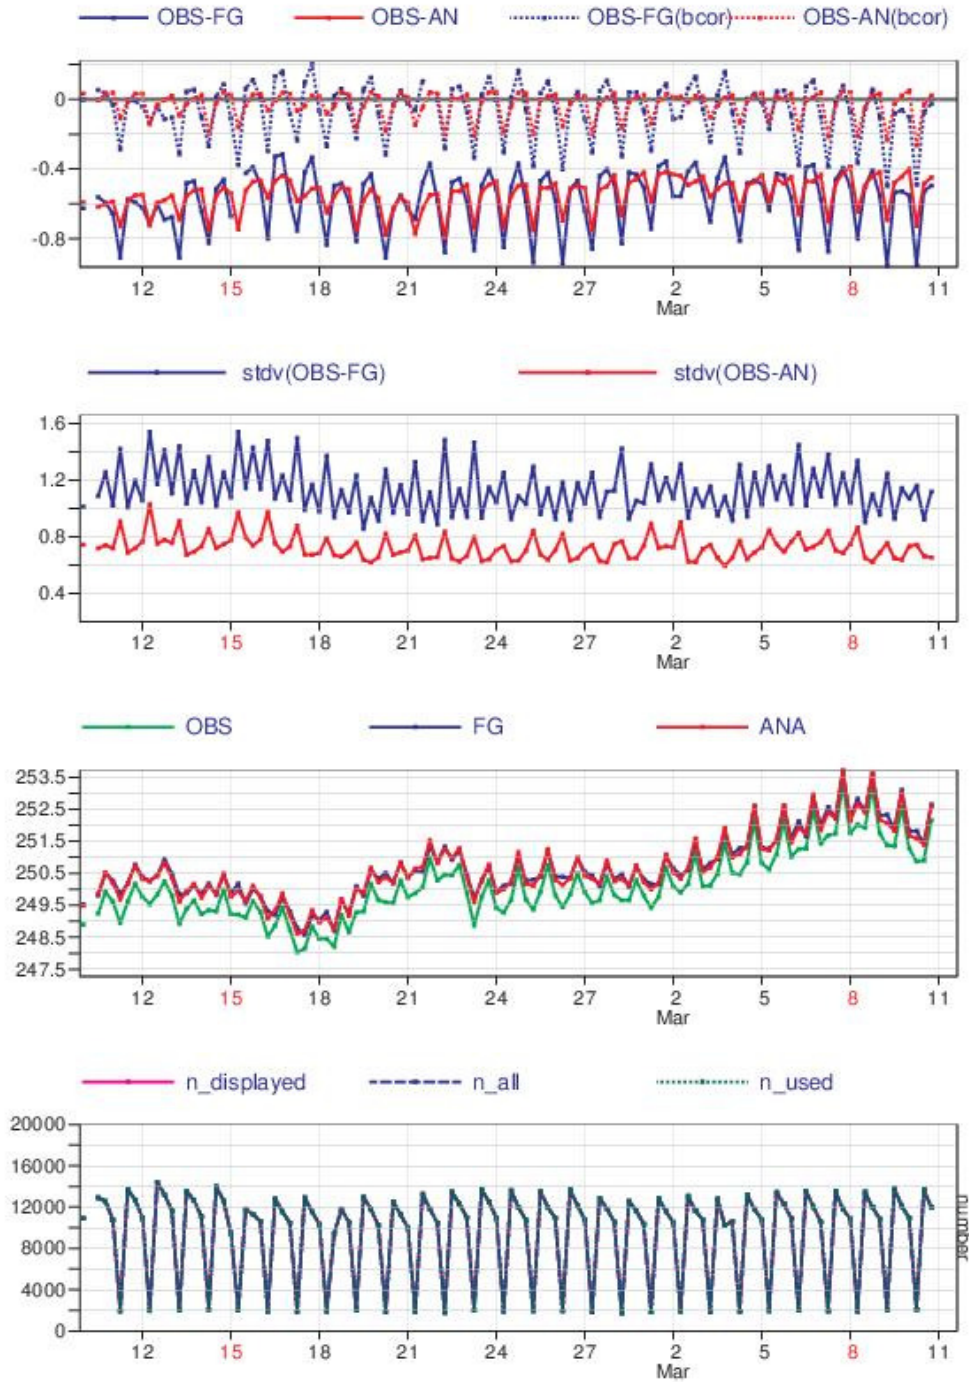 OBS-FG OBS-AN OBS-FG(bcor) OBS-AN(bcor)
0
-0.4
-0.8
12 15 18 21 24 27 2 5 8 11
Mar
stdv(OBS-FG) stdv(OBS-AN)
1.6
1.2
0.8
0.4
12 15 18 21 24 27 2 5 8 11
Mar
OBS FG ANA
253.5
252.5
251.5
250.5
249.5
248.5
247.5
12 15 18 21 24 27 2 5 8 11
Mar
n_displayed n_all n_used
20000
16000
12000
8000
4000
0
number
12 15 18 21 24 27 2 5 8 11
Mar